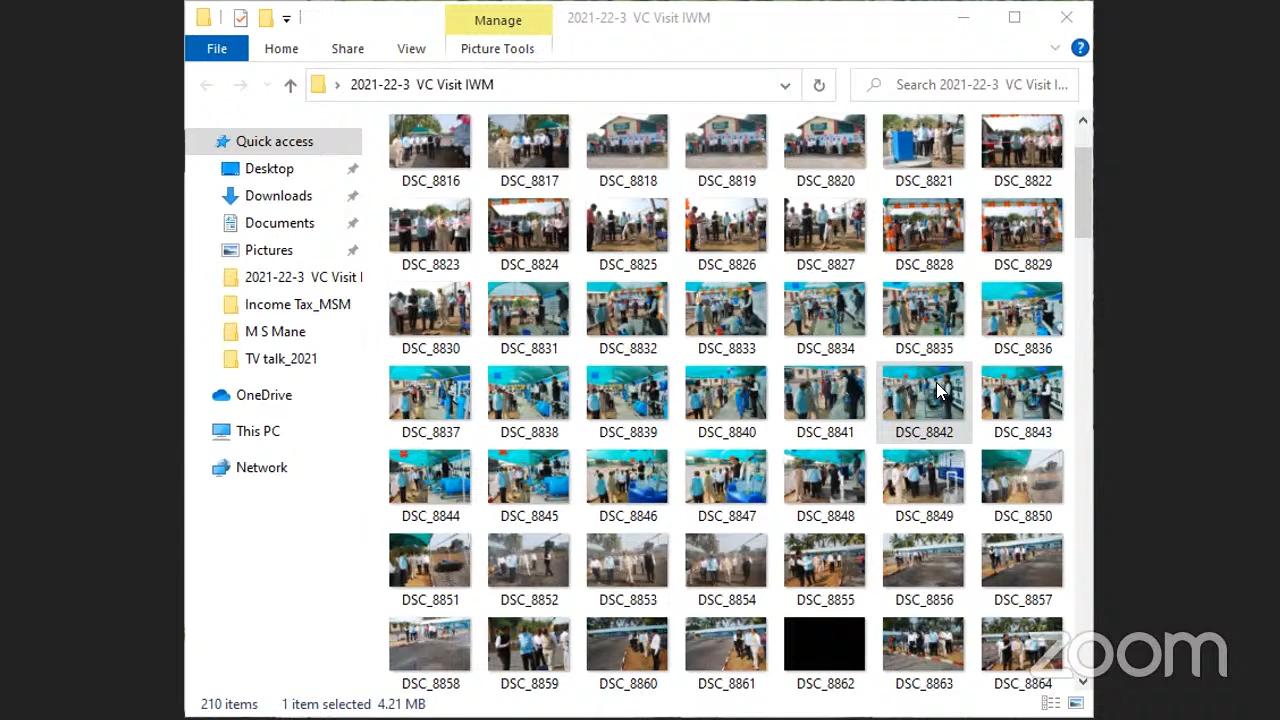 Manage
2021-22-3 VC Visit IWM
File
Home
Share
View
Picture Tools
2021-22-3 VC Visit IWM
Search 2021-22-3 VC Visit I...
Quick access
Desktop
Downloads
Documents
Pictures
2021-22-3 VC Visit I
Income Tax_MSM
M S Mane
TV talk_2021
OneDrive
This PC
Network
DSC_8816 DSC_8817 DSC_8818 DSC_8819 DSC_8820 DSC_8821 DSC_8822
DSC_8823 DSC_8824 DSC_8825 DSC_8826 DSC_8827 DSC_8828 DSC_8829
DSC_8830 DSC_8831 DSC_8832 DSC_8833 DSC_8834 DSC_8835 DSC_8836
DSC_8837 DSC_8838 DSC_8839 DSC_8840 DSC_8841 DSC_8842 DSC_8843
DSC_8844 DSC_8845 DSC_8846 DSC_8847 DSC_8848 DSC_8849 DSC_8850
DSC_8851 DSC_8852 DSC_8853 DSC_8854 DSC_8855 DSC_8856 DSC_8857
DSC_8858 DSC_8859 DSC_8860 DSC_8861 DSC_8862 DSC_8863 DSC_8864
210 items 1 item selected 4.21 MB
zoom